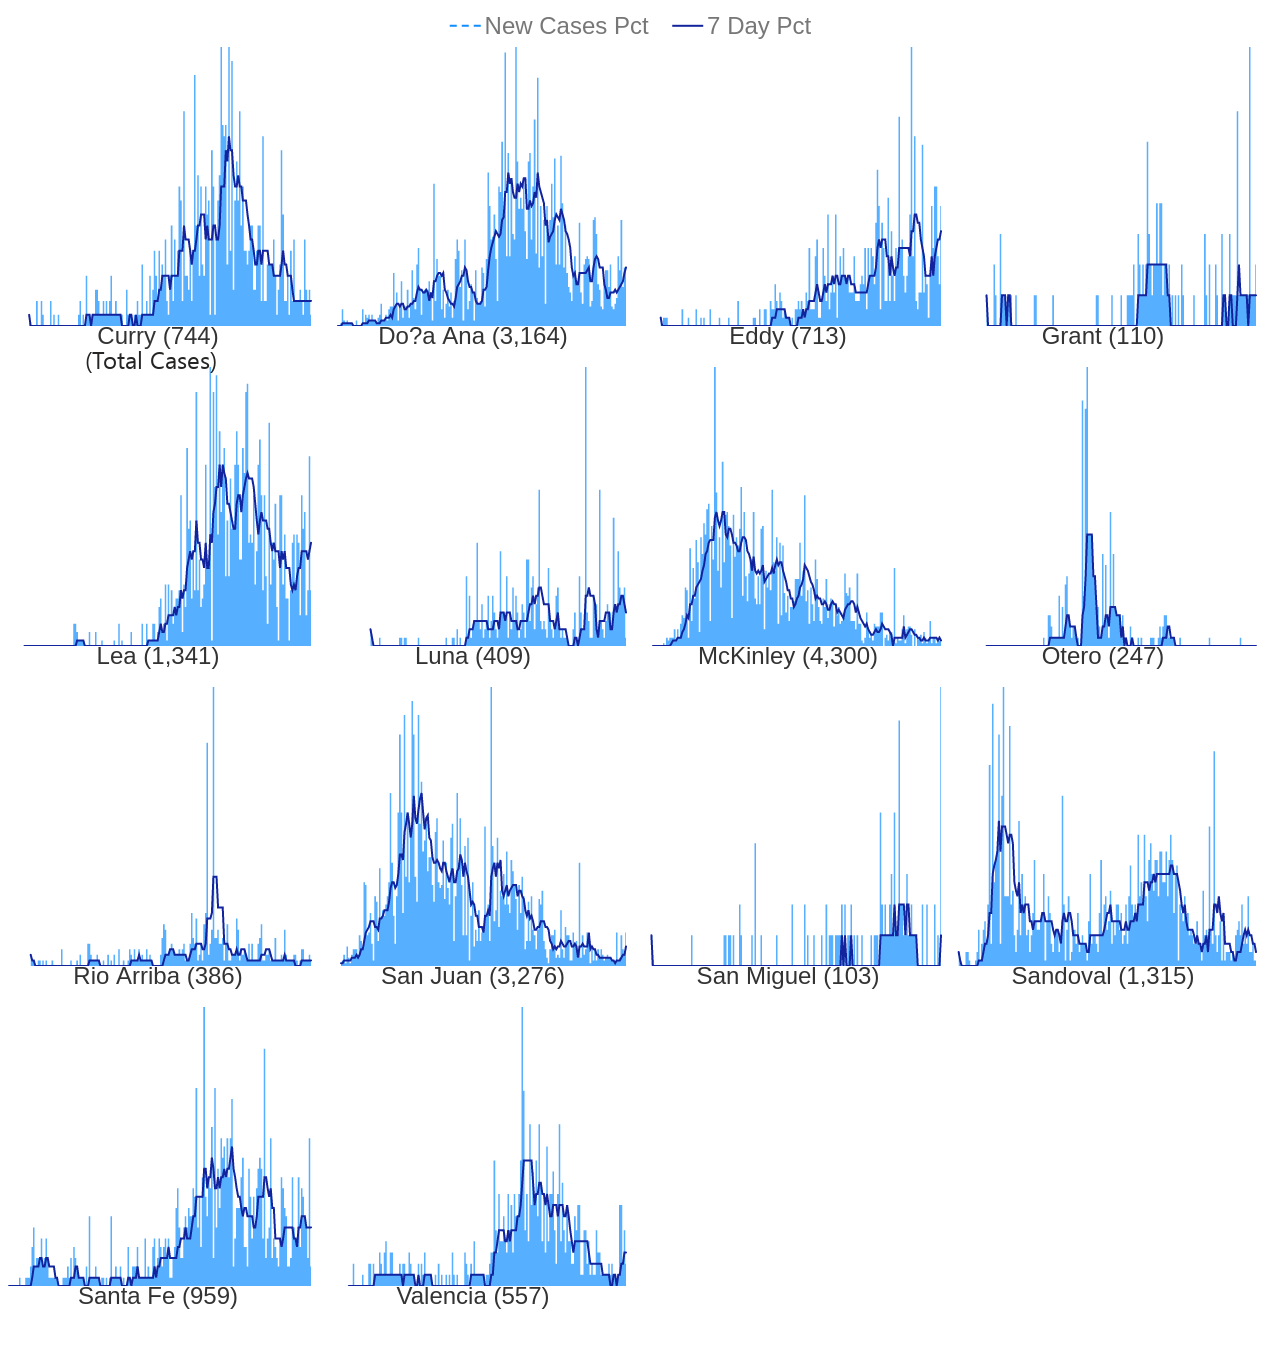 New Cases Pct 7 Day Pct
Curry (744) Do?a Ana (3,164) Eddy (713) Grant (110)
(Total Cases)
Lea (1,341) Luna (409) McKinley (4,300) Otero (247)
Rio Arriba (386) San Juan (3,276) San Miguel (103) Sandoval (1,315)
Santa Fe (959) Valencia (557)